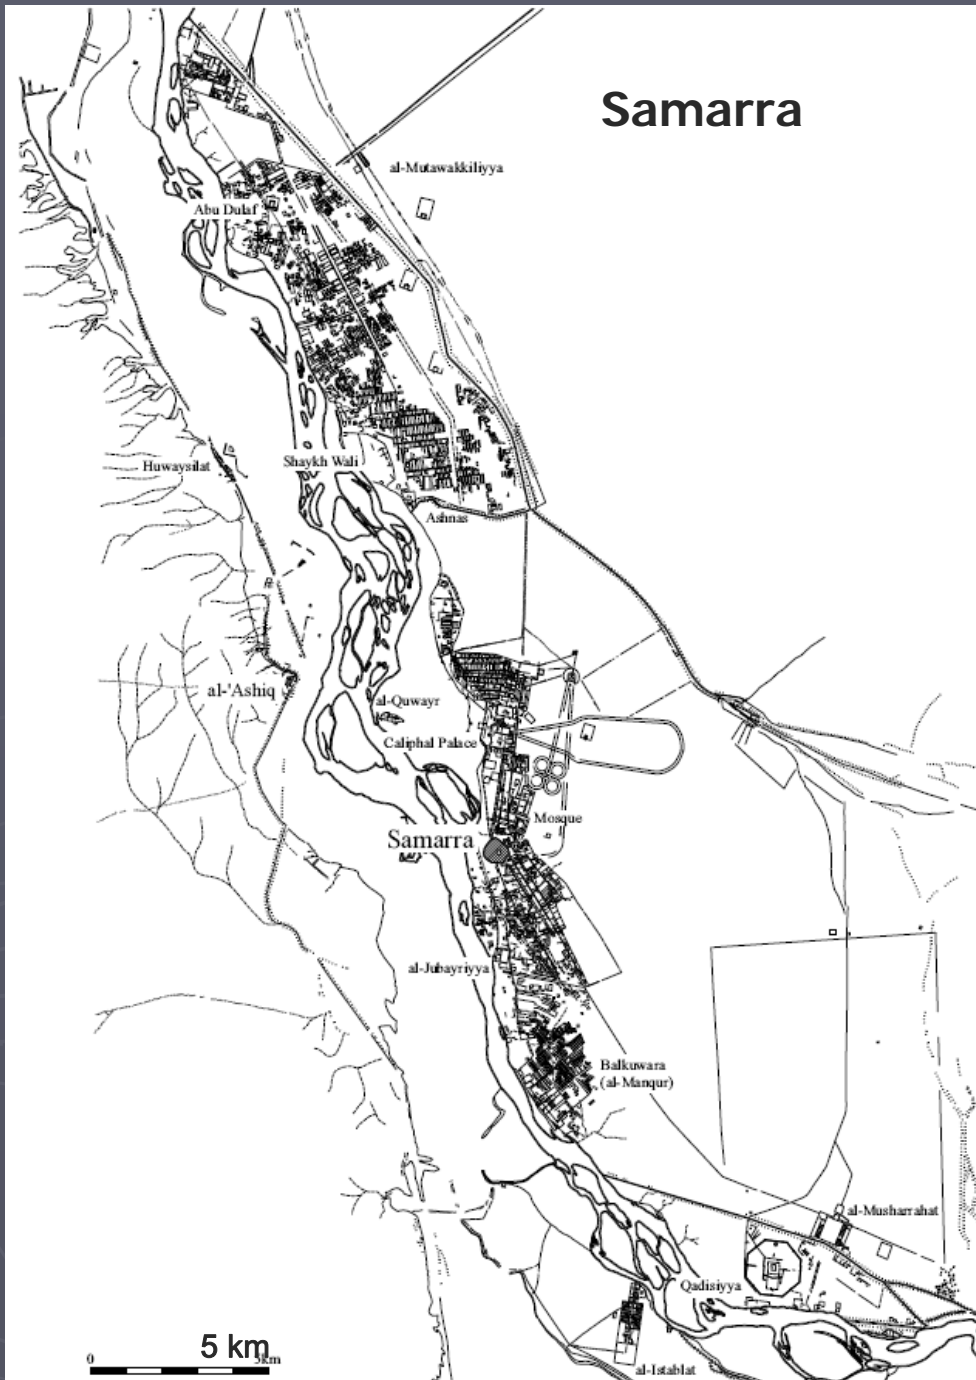 Samarra
al-Mutawakkiliyya
Abu Dulaf
Huwaysilat
Shaykh Wali
Ashnas
al-'Ashiq
al-Quwayr
Caliphal Palace
Mosque
Samarra
al-Jubayriyya
Balkuwara
(al-Manqur)
al-Musharrahat
Qadisiyya
5 km
0 5km
al-Istablat